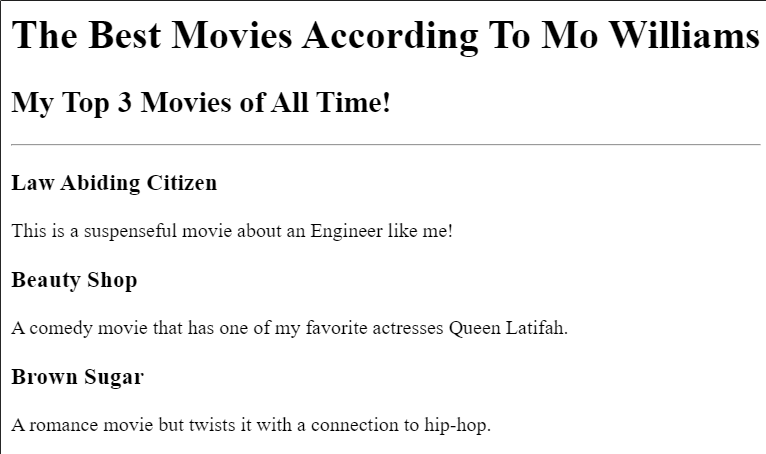 The Best Movies According To Mo Williams
My Top 3 Movies of All Time!
Law Abiding Citizen
This is a suspenseful movie about an Engineer like me!
Beauty Shop
A comedy movie that has one of my favorite actresses Queen Latifah.
Brown Sugar
A romance movie but twists it with a connection to hip-hop.